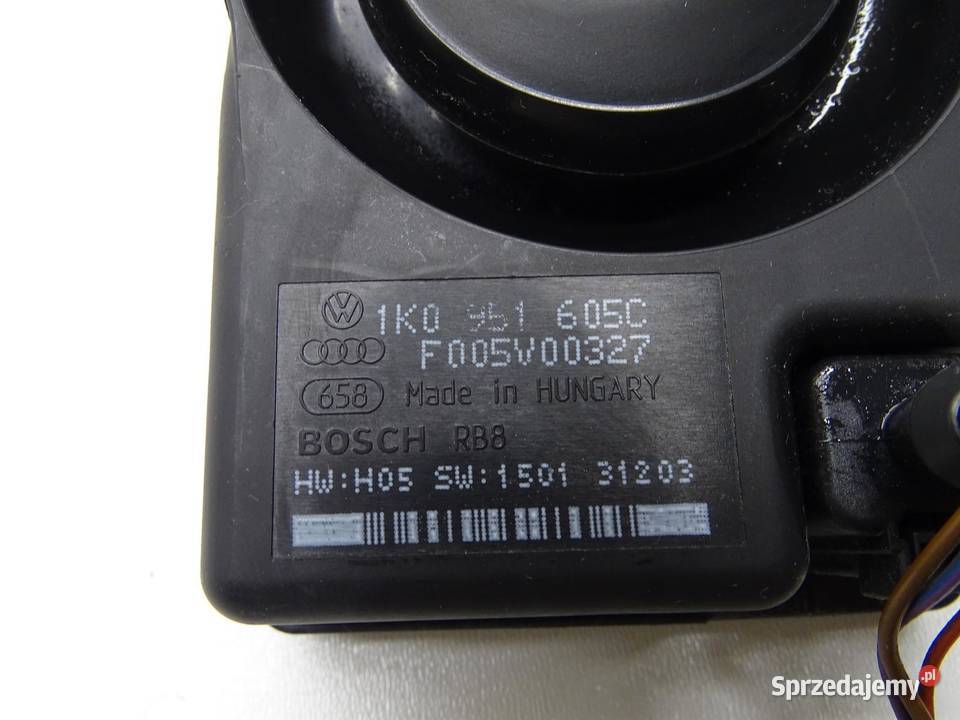 1K0 951 605C
F005V00327
658 Made in HUNGARY
BOSCH RB8
HW:H05 SW:1501 31203
Sprzedajemy.pl